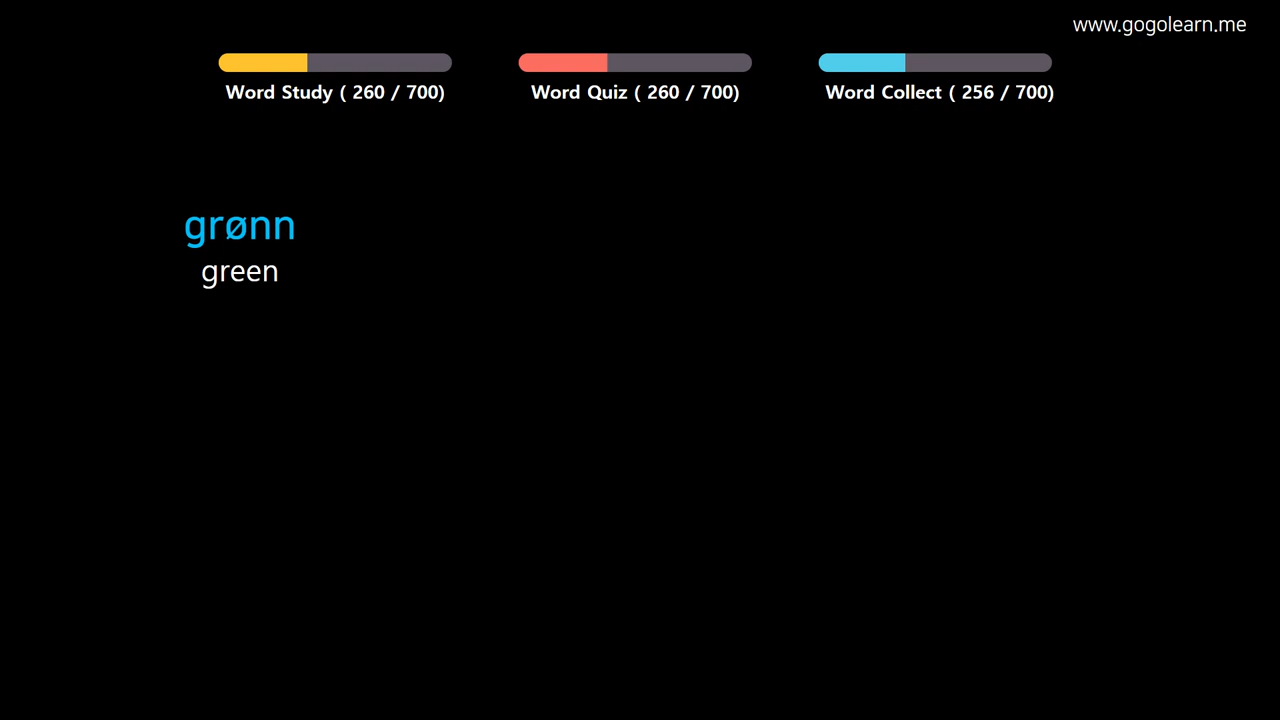 www.gogolearn.me
Word Study ( 260 / 700)
Word Quiz ( 260 / 700)
Word Collect ( 256 / 700)
grønn
green